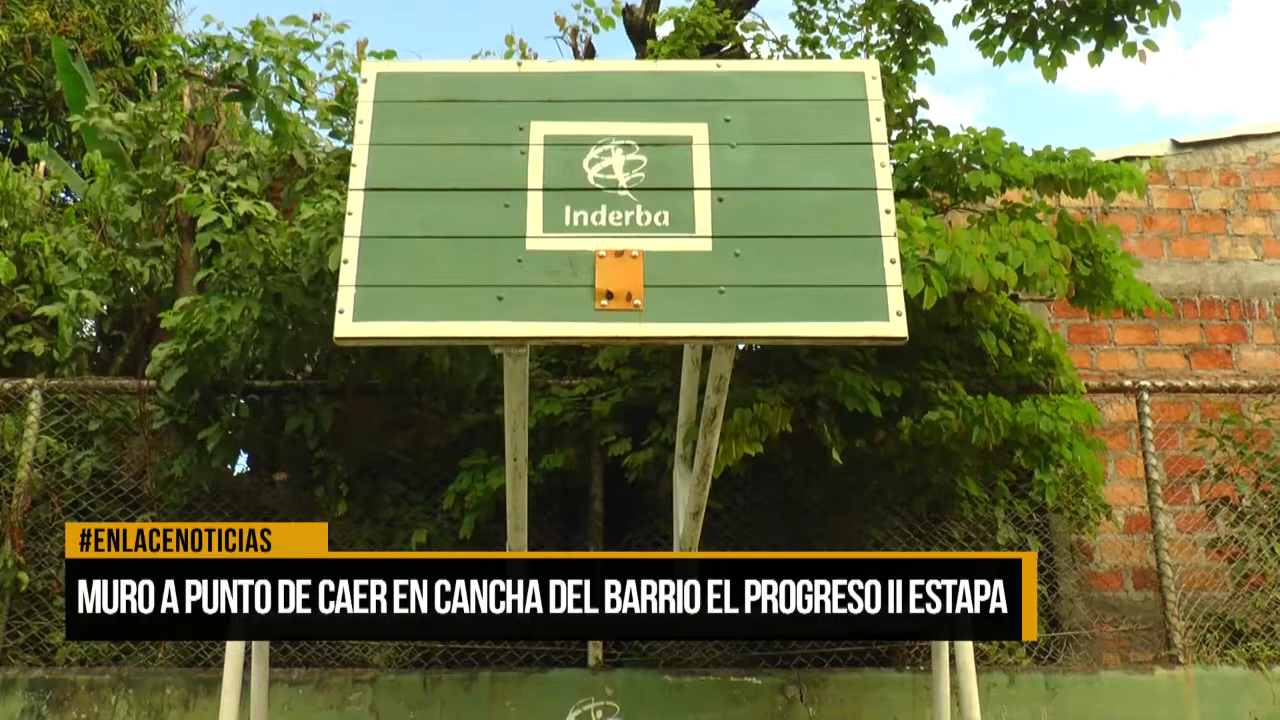 Inderba
#ENLACENOTICIAS
MURO A PUNTO DE CAER EN CANCHA DEL BARRIO EL PROGRESO II ESTAPA